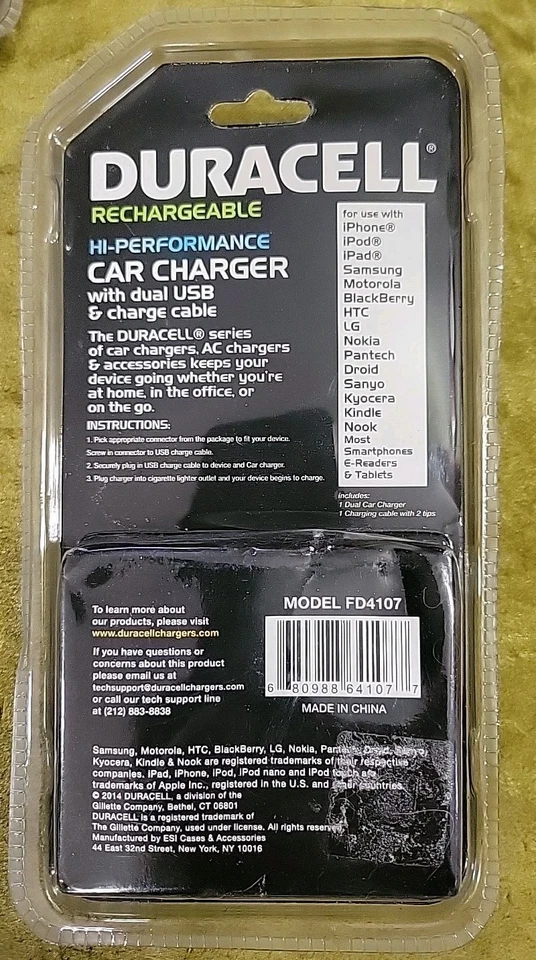 DURACELL®
RECHARGEABLE
HI-PERFORMANCE
CAR CHARGER
with dual USB
& charge cable
The DURACELL® series
of car chargers, AC chargers
& accessories keeps your
device going whether you're
at home, in the office, or
on the go.
INSTRUCTIONS:
1. Pick appropriate connector from the package to fit your device.
Screw in connector to USB charge cable.
2. Securely plug in USB charge cable to device and Car charger.
3. Plug charger into cigarette lighter outlet and your device begins to charge.
for use with
iPhone®
iPod®
iPad®
Samsung
Motorola
BlackBerry
HTC
LG
Nokia
Pantech
Droid
Sanyo
Kyocera
Kindle
Nook
Most
Smartphones
E-Readers
& Tablets
includes:
1 Dual Car Charger
1 Charging cable with 2 tips
To learn more about
our products, please visit
www.duracellchargers.com
If you have questions or
concerns about this product
please email us at
techsupport@duracellchargers.com
or call our tech support line
at (212) 883-8838
MODEL FD4107
6 80988 64107 7
MADE IN CHINA
Samsung, Motorola, HTC, BlackBerry, LG, Nokia, Pantech, Droid, Sanyo,
Kyocera, Kindle & Nook are registered trademarks of their respective
companies. iPad, iPhone, iPod, iPod nano and iPod touch are
trademarks of Apple Inc., registered in the U.S. and other countries.
© 2014 DURACELL, a division of the
Gillette Company, Bethel, CT 06801
DURACELL is a registered trademark of
The Gillette Company, used under license. All rights reserved.
Manufactured by ESI Cases & Accessories
44 East 32nd Street, New York, NY 10016